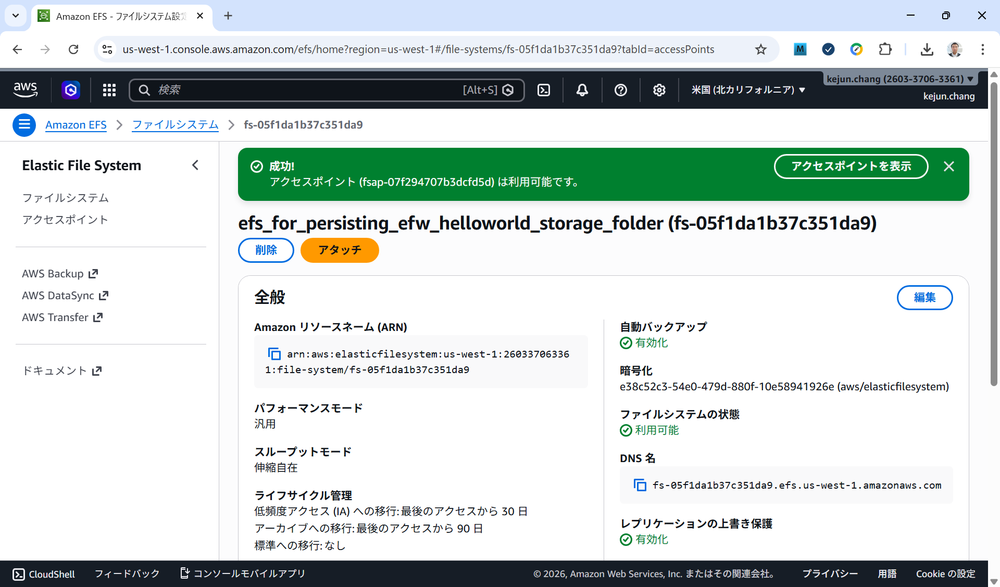 Amazon EFS - ファイルシステム設定
us-west-1.console.aws.amazon.com/efs/home?region=us-west-1#/file-systems/fs-05f1da1b37c351da9?tabId=accessPoints
M
aws
検索
[Alt+S]
米国 (北カリフォルニア) ▼
kejun.chang (2603-3706-3361) ▼
kejun.chang
Amazon EFS
ファイルシステム
fs-05f1da1b37c351da9
Elastic File System
ファイルシステム
アクセスポイント
AWS Backup
AWS DataSync
AWS Transfer
ドキュメント
成功!
アクセスポイント (fsap-07f294707b3dcfd5d) は利用可能です。
アクセスポイントを表示
efs_for_persisting_efw_helloworld_storage_folder (fs-05f1da1b37c351da9)
削除
アタッチ
全般
編集
Amazon リソースネーム (ARN)
arn:aws:elasticfilesystem:us-west-1:26033706336
1:file-system/fs-05f1da1b37c351da9
パフォーマンスモード
汎用
スループットモード
伸縮自在
ライフサイクル管理
低頻度アクセス (IA) への移行: 最後のアクセスから 30 日
アーカイブへの移行: 最後のアクセスから 90 日
標準への移行: なし
自動バックアップ
有効化
暗号化
e38c52c3-54e0-479d-880f-10e58941926e (aws/elasticfilesystem)
ファイルシステムの状態
利用可能
DNS 名
fs-05f1da1b37c351da9.efs.us-west-1.amazonaws.com
レプリケーションの上書き保護
有効化
CloudShell
フィードバック
コンソールモバイルアプリ
© 2026, Amazon Web Services, Inc. またはその関連会社。
プライバシー
用語
Cookie の設定